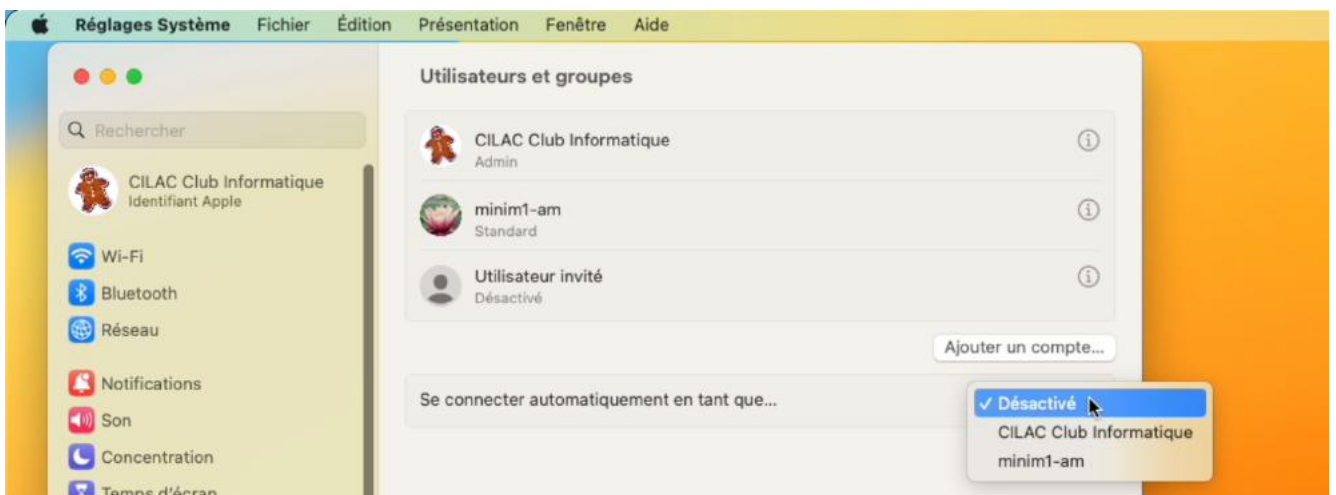 Réglages Système Fichier Édition Présentation Fenêtre Aide
Utilisateurs et groupes
Rechercher
CILAC Club Informatique
Identifiant Apple
Wi-Fi
Bluetooth
Réseau
Notifications
Son
Concentration
Temps d'écran
CILAC Club Informatique
Admin
minim1-am
Standard
Utilisateur invité
Désactivé
Ajouter un compte...
Se connecter automatiquement en tant que...
✓ Désactivé
CILAC Club Informatique
minim1-am